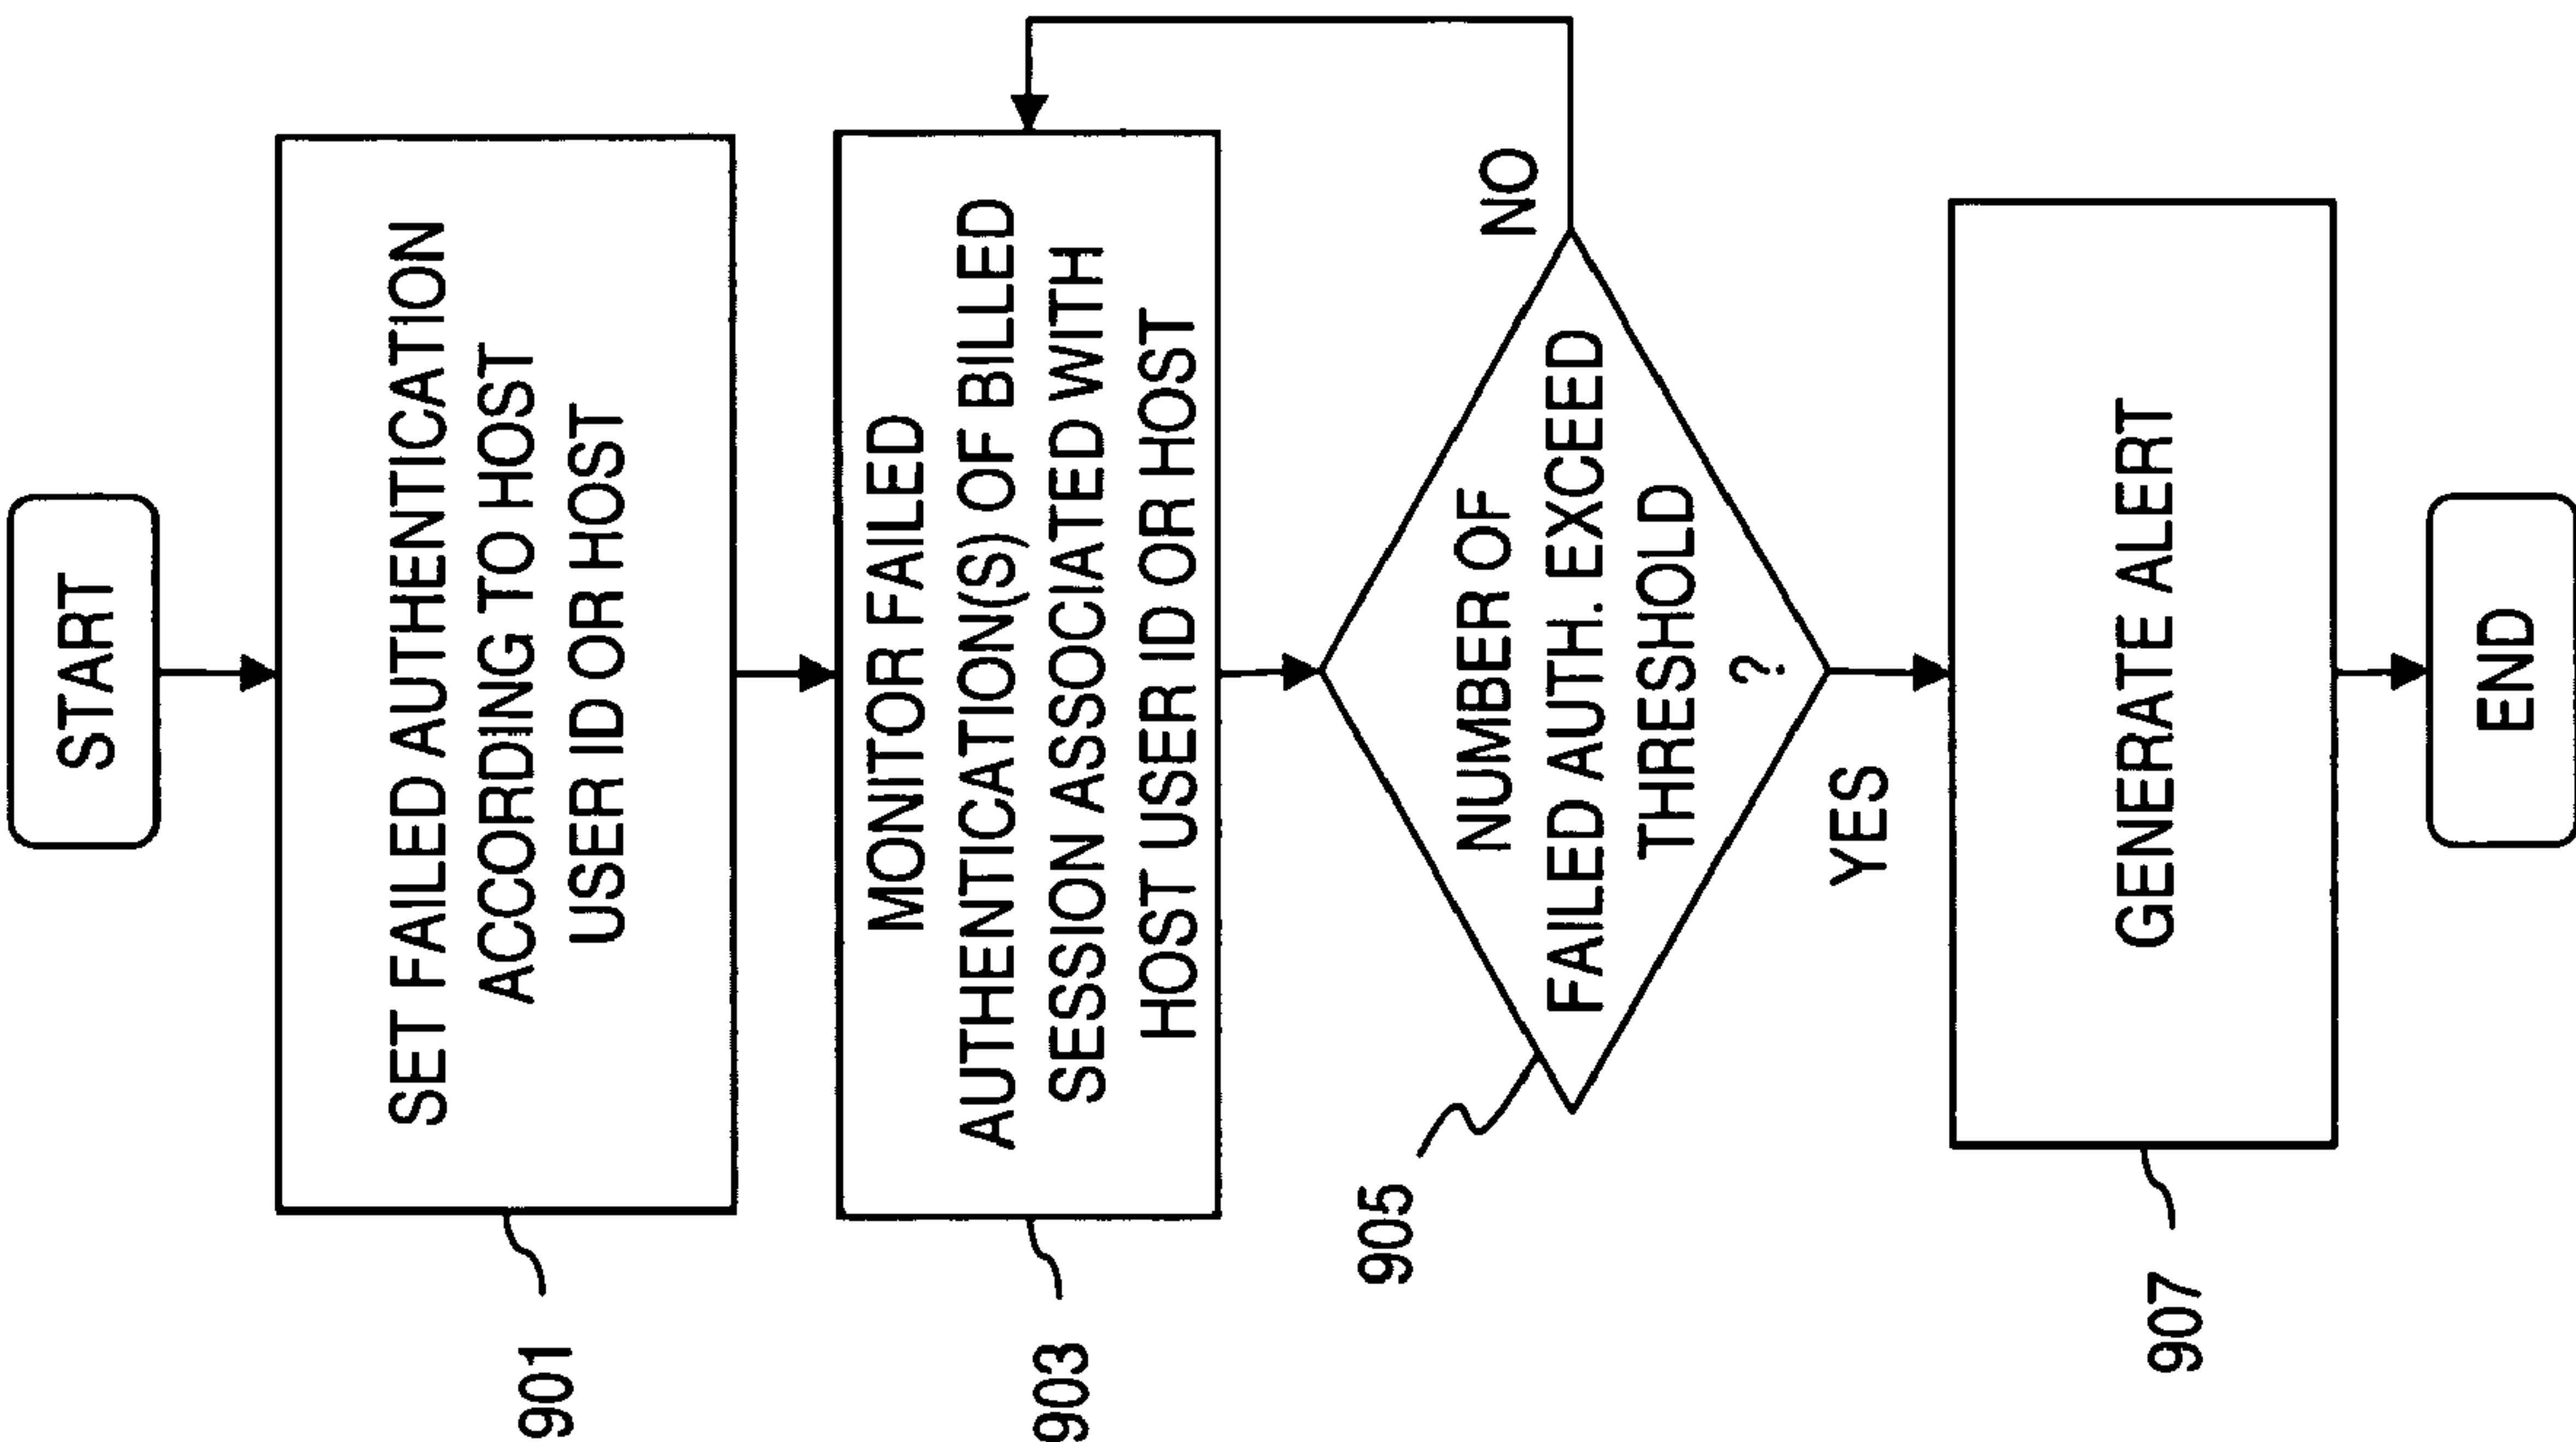 START
SET FAILED AUTHENTICATION
ACCORDING TO HOST
USER ID OR HOST
901
MONITOR FAILED
AUTHENTICATION(S) OF BILLED
SESSION ASSOCIATED WITH
HOST USER ID OR HOST
903
NUMBER OF
FAILED AUTH. EXCEED
THRESHOLD
?
905
NO
YES
GENERATE ALERT
907
END